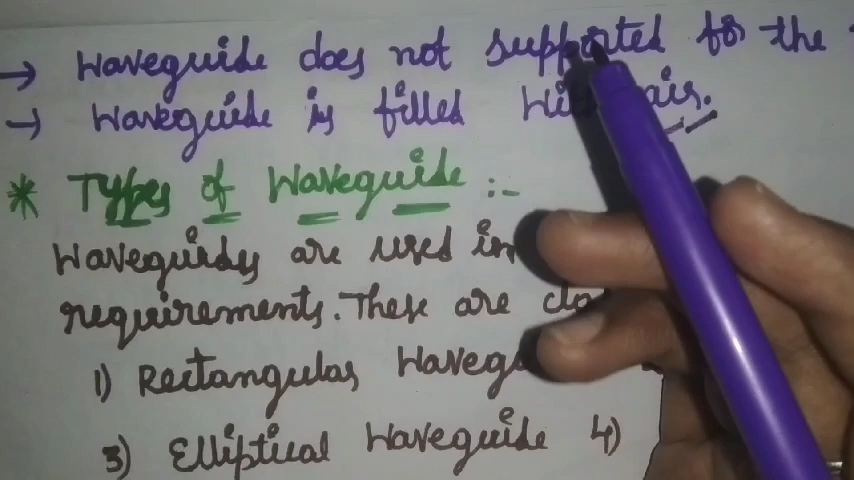 → Waveguide does not supported for the
→ Waveguide is filled air.
* Types of Waveguide :-
Waveguides are used in
requirements. These are
1) Rectangular
3) Elliptical Waveguide 4)